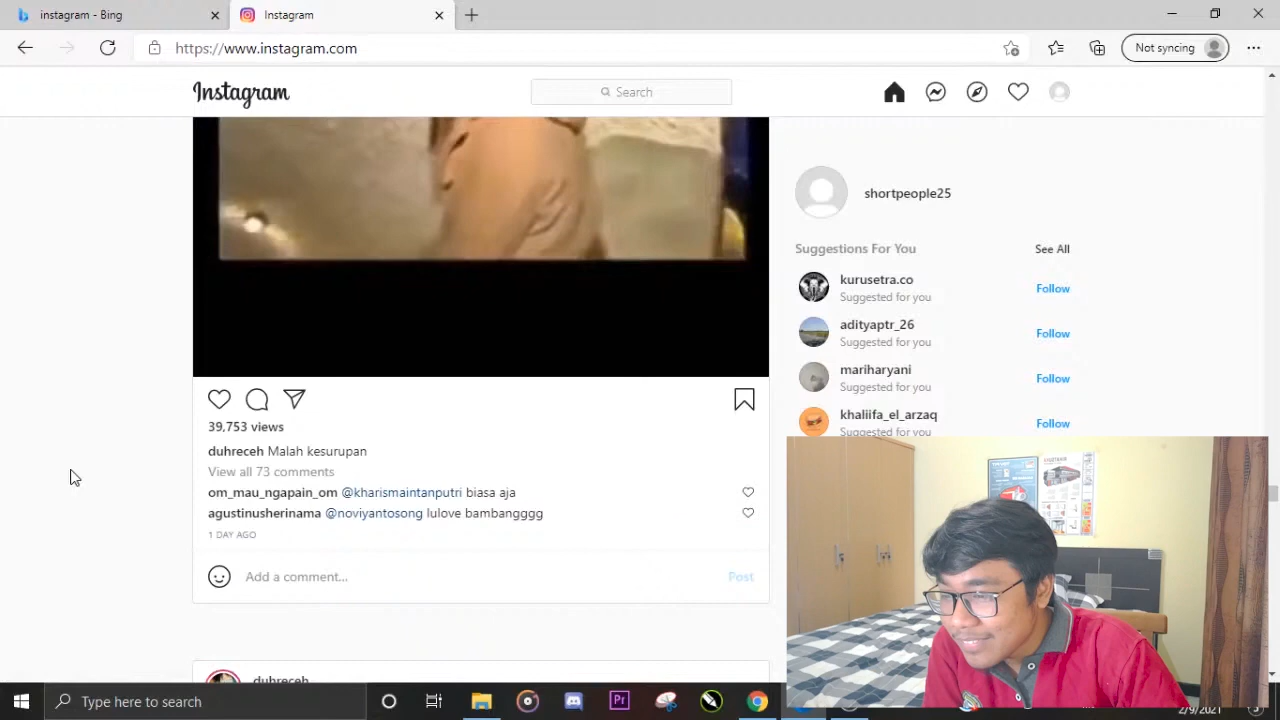 instagram - Bing
Instagram
https://www.instagram.com
Not syncing
Instagram
Search
shortpeople25
Suggestions For You
See All
kurusetra.co
Suggested for you
Follow
adityaptr_26
Suggested for you
Follow
mariharyani
Suggested for you
Follow
khaliifa_el_arzaq
Suggested for you
Follow
39,753 views
duhreceh Malah kesurupan
View all 73 comments
om_mau_ngapain_om @kharismaintanputri biasa aja
agustinusherinama @noviyantosong lulove bambangggg
1 DAY AGO
Add a comment...
Post
duhreceh
Type here to search
Pr
2/9/2021